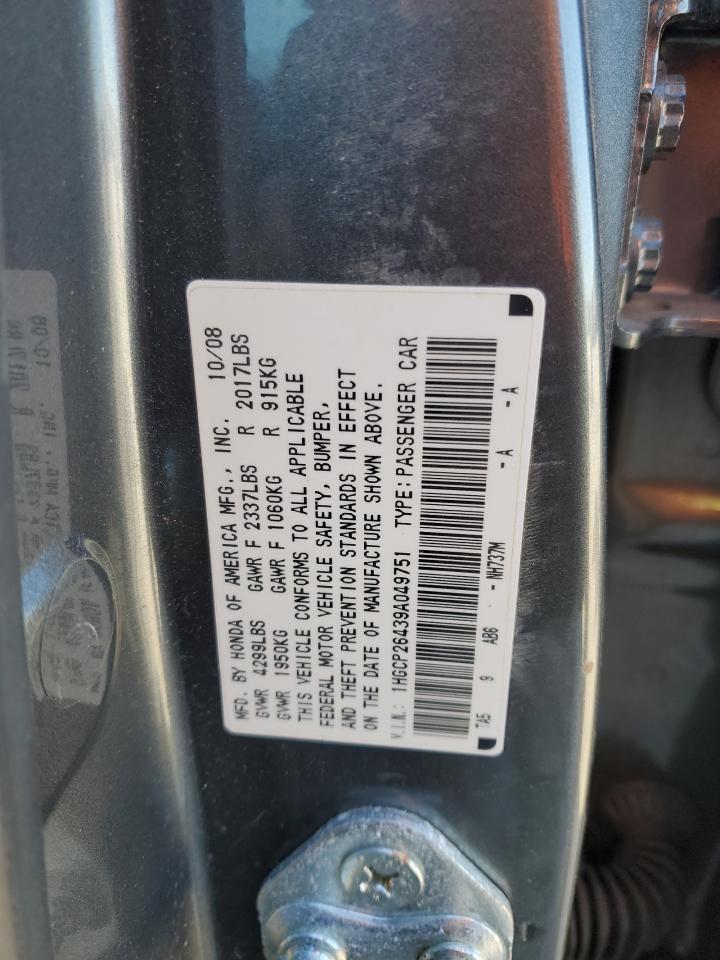 MFD. BY HONDA OF AMERICA MFG., INC. 10/08
GVWR 4299LBS GAWR F 2337LBS R 2017LBS
GVWR 1950KG GAWR F 1060KG R 915KG
THIS VEHICLE CONFORMS TO ALL APPLICABLE
FEDERAL MOTOR VEHICLE SAFETY, BUMPER,
AND THEFT PREVENTION STANDARDS IN EFFECT
ON THE DATE OF MANUFACTURE SHOWN ABOVE.
V.I.N.: 1HGCP26439A049751 TYPE: PASSENGER CAR
TA5 9 AB6 - NH737M - A - A